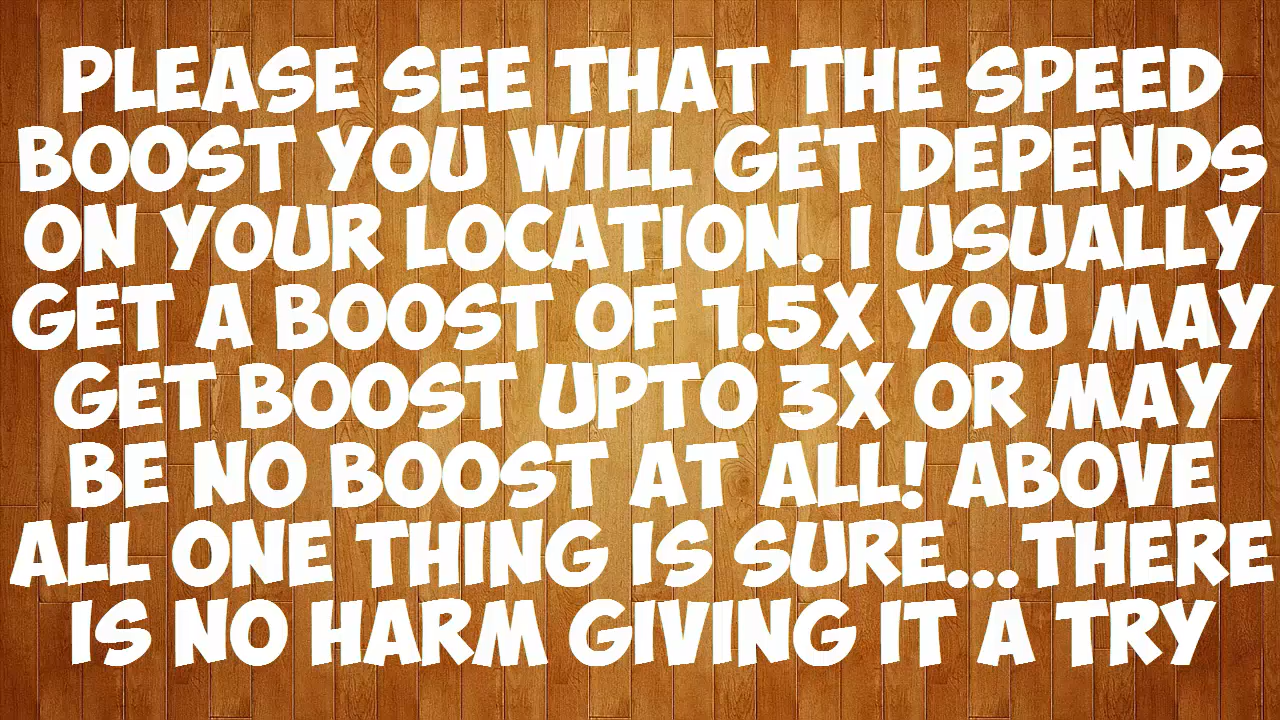 PLEASE SEE THAT THE SPEED
BOOST YOU WILL GET DEPENDS
ON YOUR LOCATION. I USUALLY
GET A BOOST OF 1.5X YOU MAY
GET BOOST UPTO 3X OR MAY
BE NO BOOST AT ALL! ABOVE
ALL ONE THING IS SURE...THERE
IS NO HARM GIVING IT A TRY